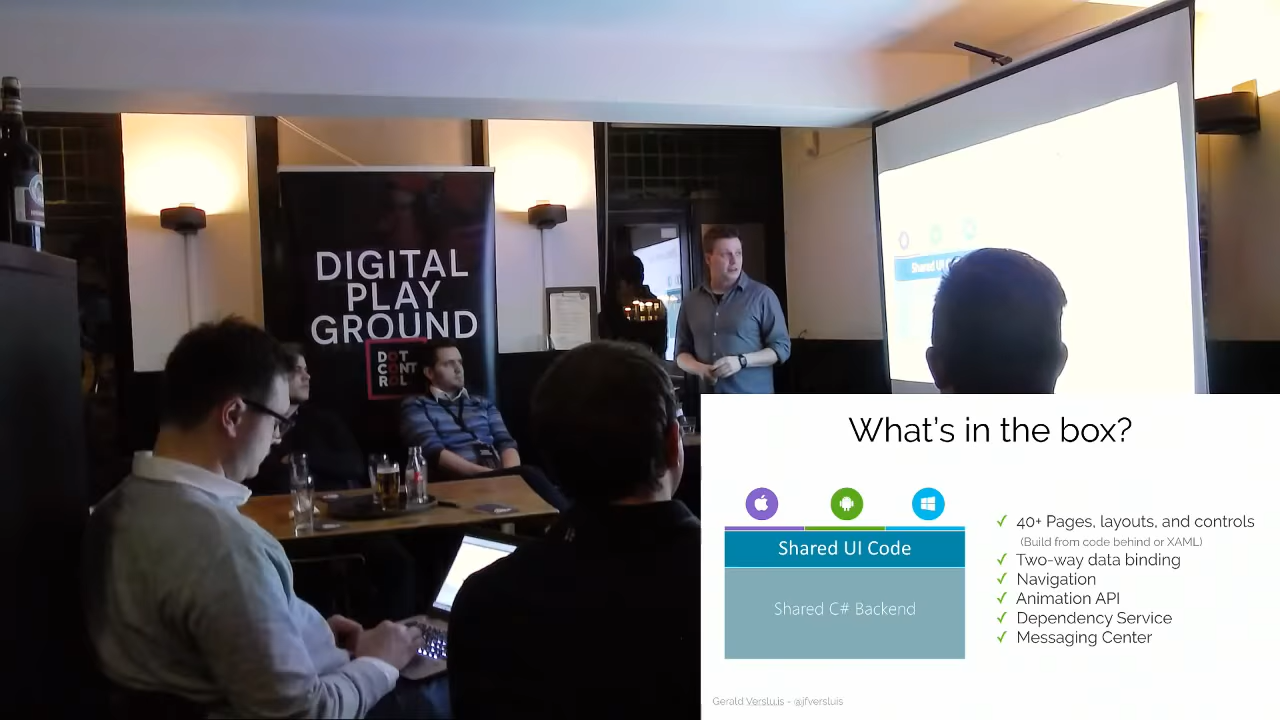 DIGITAL
PLAY
GROUND
DOT
CONT
ROL
Shared UI
What's in the box?
Shared UI Code
Shared C# Backend
✓ 40+ Pages, layouts, and controls
(Build from code behind or XAML)
✓ Two-way data binding
✓ Navigation
✓ Animation API
✓ Dependency Service
✓ Messaging Center
Gerald Versluis - @jfversluis